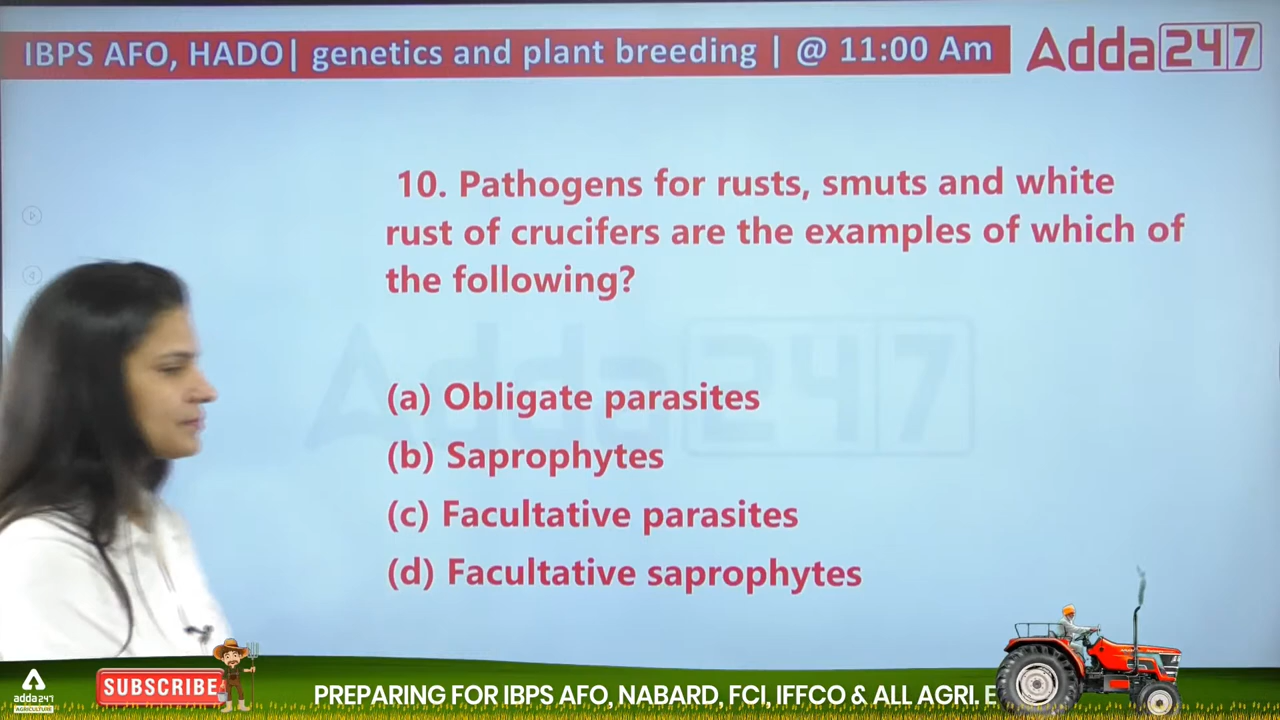 IBPS AFO, HADO| genetics and plant breeding | @ 11:00 Am
Adda247
10. Pathogens for rusts, smuts and white
rust of crucifers are the examples of which of
the following?
Adda247
(a) Obligate parasites
(b) Saprophytes
(c) Facultative parasites
(d) Facultative saprophytes
adda247
AGRICULTURE
SUBSCRIBE
PREPARING FOR IBPS AFO, NABARD, FCI, IFFCO & ALL AGRI. E